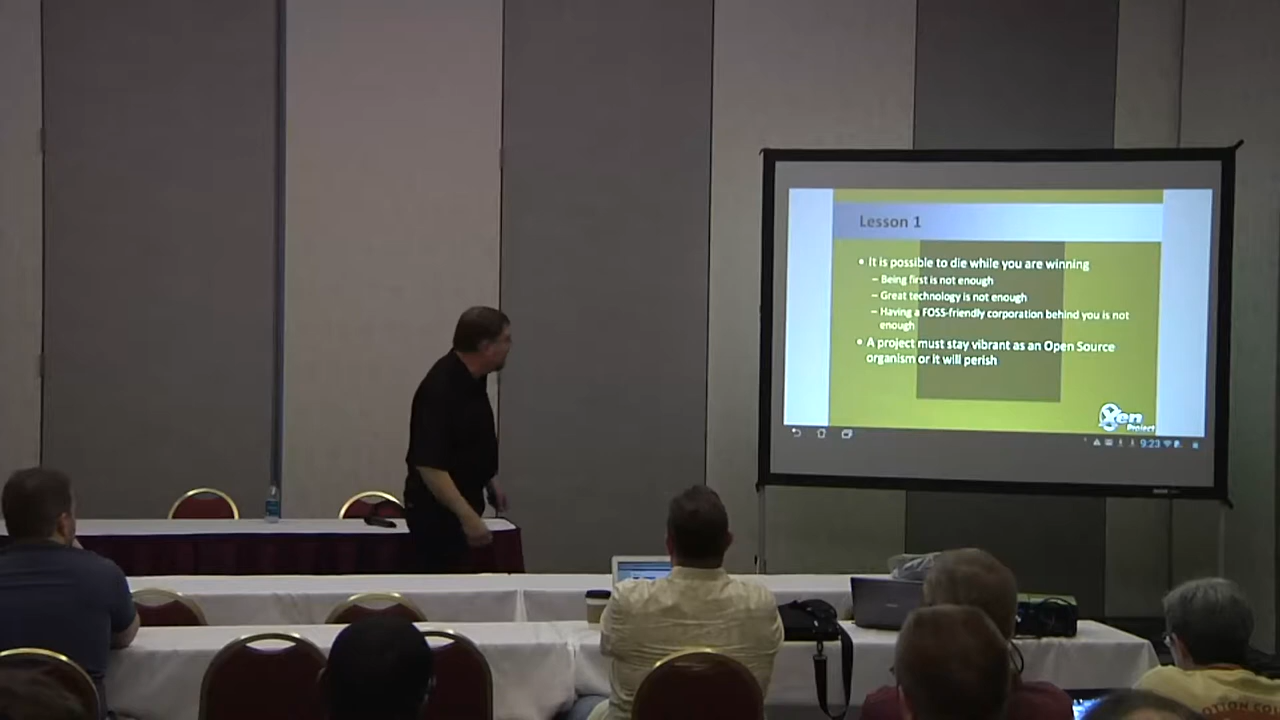 Lesson 1
• It is possible to die while you are winning
– Being first is not enough
– Great technology is not enough
– Having a FOSS-friendly corporation behind you is not
enough
• A project must stay vibrant as an Open Source
organism or it will perish
Xen
Project
9:23